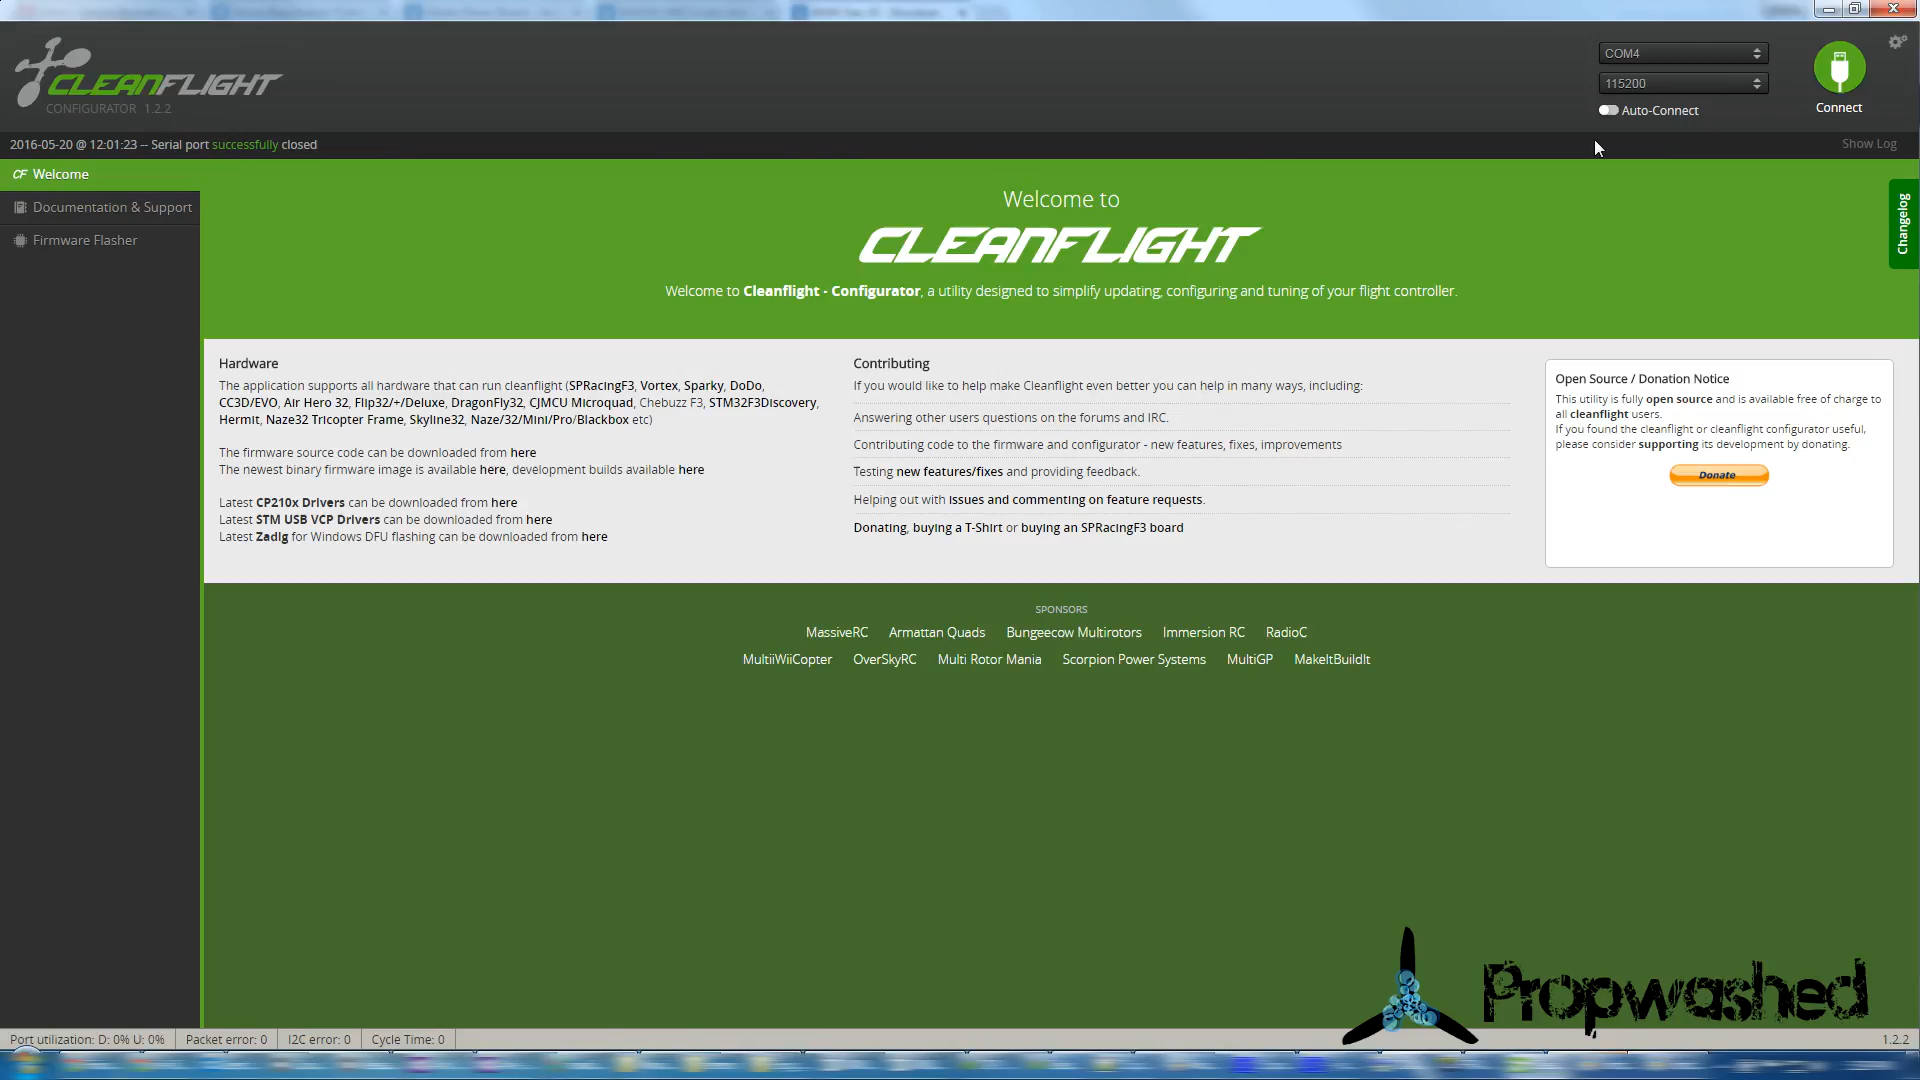 CLEANFLIGHT
CONFIGURATOR 1.2.2
COM4
115200
Auto-Connect
Connect
2016-05-20 @ 12:01:23 -- Serial port successfully closed
Show Log
CF Welcome
Documentation & Support
Firmware Flasher
Changelog
Welcome to
CLEANFLIGHT
Welcome to Cleanflight - Configurator, a utility designed to simplify updating, configuring and tuning of your flight controller.
Hardware
The application supports all hardware that can run cleanflight (SPRacingF3, Vortex, Sparky, DoDo,
CC3D/EVO, Air Hero 32, Flip32/+/Deluxe, DragonFly32, CJMCU Microquad, Chebuzz F3, STM32F3Discovery,
Hermit, Naze32 Tricopter Frame, Skyline32, Naze/32/Mini/Pro/Blackbox etc)
The firmware source code can be downloaded from here
The newest binary firmware image is available here, development builds available here
Latest CP210x Drivers can be downloaded from here
Latest STM USB VCP Drivers can be downloaded from here
Latest Zadig for Windows DFU flashing can be downloaded from here
Contributing
If you would like to help make Cleanflight even better you can help in many ways, including:
Answering other users questions on the forums and IRC.
Contributing code to the firmware and configurator - new features, fixes, improvements
Testing new features/fixes and providing feedback.
Helping out with issues and commenting on feature requests.
Donating, buying a T-Shirt or buying an SPRacingF3 board
Open Source / Donation Notice
This utility is fully open source and is available free of charge to
all cleanflight users.
If you found the cleanflight or cleanflight configurator useful,
please consider supporting its development by donating.
Donate
SPONSORS
MassiveRC Armattan Quads Bungeecow Multirotors Immersion RC RadioC
MultiiWiiCopter OverSkyRC Multi Rotor Mania Scorpion Power Systems MultiGP MakeItBuildIt
Propwashed
Port utilization: D: 0% U: 0% Packet error: 0 I2C error: 0 Cycle Time: 0
1.2.2